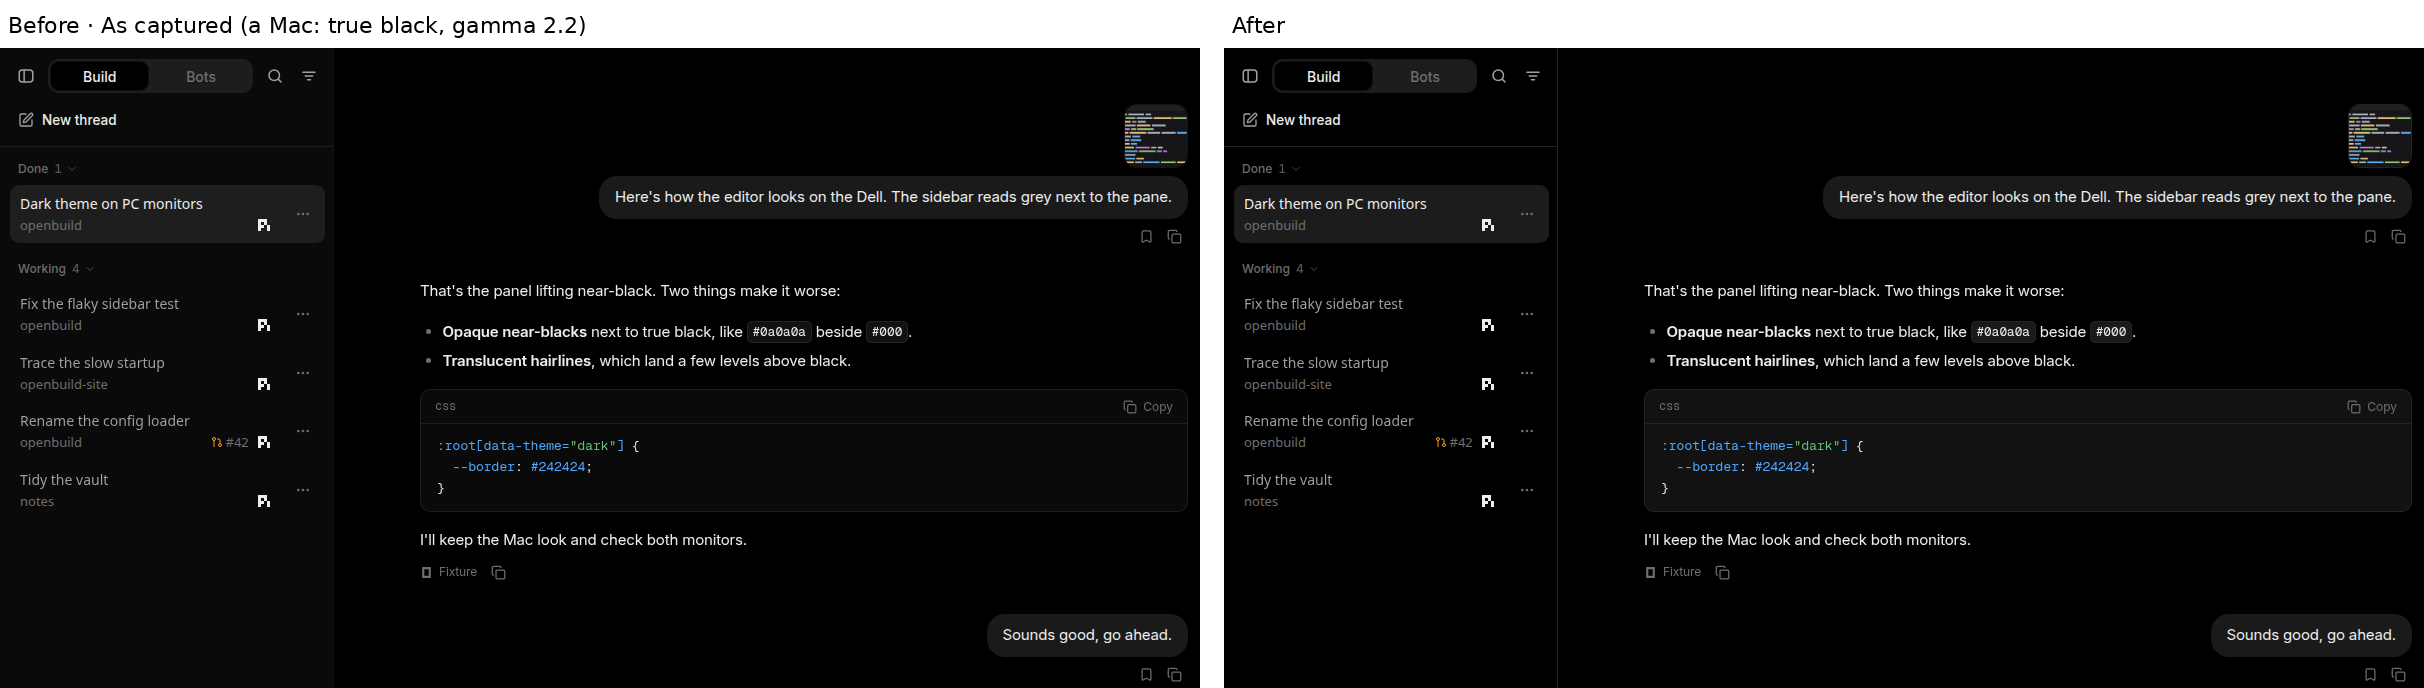 Before · As captured (a Mac: true black, gamma 2.2)
Build Bots
New thread
Done 1
Dark theme on PC monitors
openbuild
Working 4
Fix the flaky sidebar test
openbuild
Trace the slow startup
openbuild-site
Rename the config loader
openbuild #42
Tidy the vault
notes
Here's how the editor looks on the Dell. The sidebar reads grey next to the pane.
That's the panel lifting near-black. Two things make it worse:
• Opaque near-blacks next to true black, like #0a0a0a beside #000.
• Translucent hairlines, which land a few levels above black.
css Copy
:root[data-theme="dark"] {
--border: #242424;
}
I'll keep the Mac look and check both monitors.
Fixture
Sounds good, go ahead.
After
Build Bots
New thread
Done 1
Dark theme on PC monitors
openbuild
Working 4
Fix the flaky sidebar test
openbuild
Trace the slow startup
openbuild-site
Rename the config loader
openbuild #42
Tidy the vault
notes
Here's how the editor looks on the Dell. The sidebar reads grey next to the pane.
That's the panel lifting near-black. Two things make it worse:
• Opaque near-blacks next to true black, like #0a0a0a beside #000.
• Translucent hairlines, which land a few levels above black.
css Copy
:root[data-theme="dark"] {
--border: #242424;
}
I'll keep the Mac look and check both monitors.
Fixture
Sounds good, go ahead.